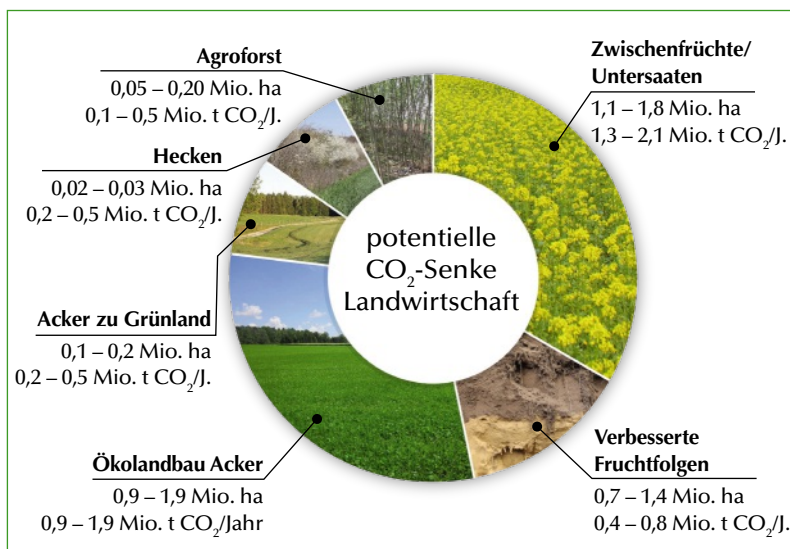 Agroforst
0,05 – 0,20 Mio. ha
0,1 – 0,5 Mio. t CO₂/J.
Hecken
0,02 – 0,03 Mio. ha
0,2 – 0,5 Mio. t CO₂/J.
Acker zu Grünland
0,1 – 0,2 Mio. ha
0,2 – 0,5 Mio. t CO₂/J.
Ökolandbau Acker
0,9 – 1,9 Mio. ha
0,9 – 1,9 Mio. t CO₂/Jahr
potentielle
CO₂-Senke
Landwirtschaft
Zwischenfrüchte/
Untersaaten
1,1 – 1,8 Mio. ha
1,3 – 2,1 Mio. t CO₂/J.
Verbesserte
Fruchtfolgen
0,7 – 1,4 Mio. ha
0,4 – 0,8 Mio. t CO₂/J.